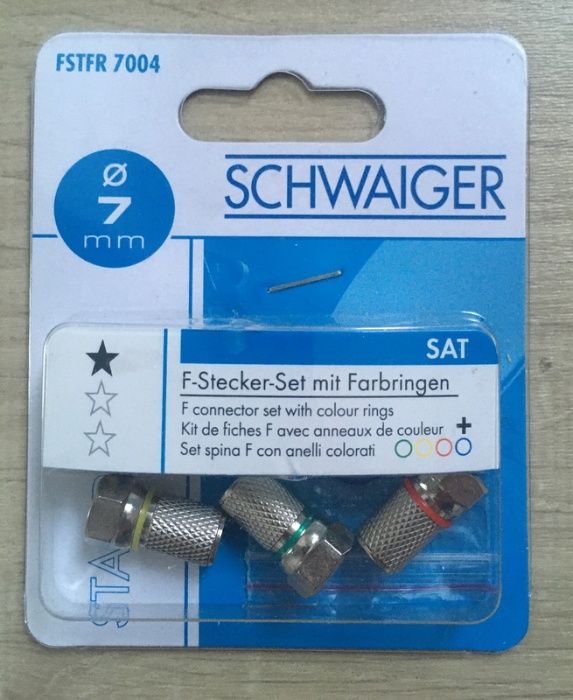 FSTFR 7004
Ø
7
mm
SCHWAIGER
SAT
F-Stecker-Set mit Farbringen
F connector set with colour rings
Kit de fiches F avec anneaux de couleur +
Set spina F con anelli colorati